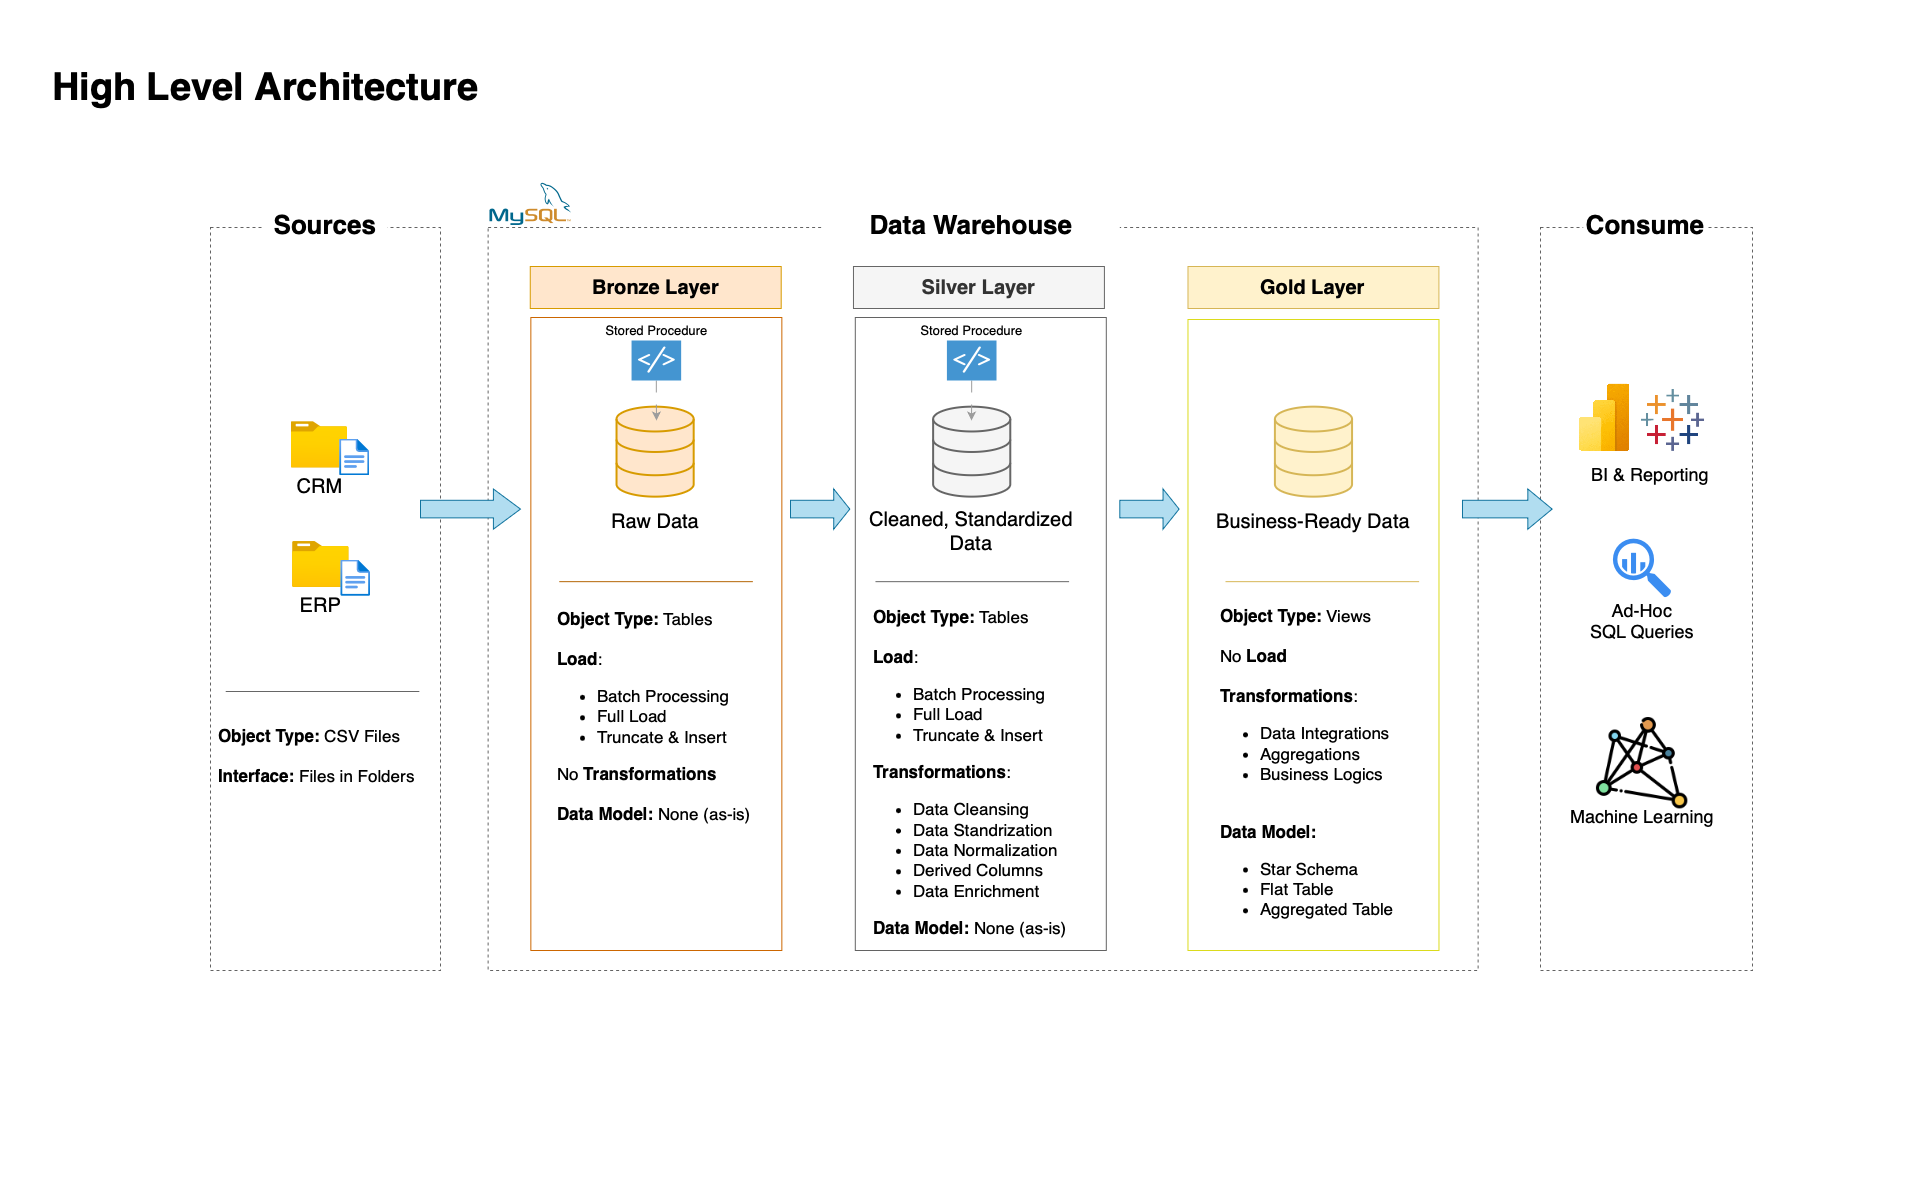 High Level Architecture
MySQL
Sources
CRM
ERP
Object Type: CSV Files
Interface: Files in Folders
Data Warehouse
Bronze Layer
Stored Procedure
</>
Raw Data
Object Type: Tables
Load:
• Batch Processing
• Full Load
• Truncate & Insert
No Transformations
Data Model: None (as-is)
Silver Layer
Stored Procedure
</>
Cleaned, Standardized
Data
Object Type: Tables
Load:
• Batch Processing
• Full Load
• Truncate & Insert
Transformations:
• Data Cleansing
• Data Standrization
• Data Normalization
• Derived Columns
• Data Enrichment
Data Model: None (as-is)
Gold Layer
Business-Ready Data
Object Type: Views
No Load
Transformations:
• Data Integrations
• Aggregations
• Business Logics
Data Model:
• Star Schema
• Flat Table
• Aggregated Table
Consume
BI & Reporting
Ad-Hoc
SQL Queries
Machine Learning